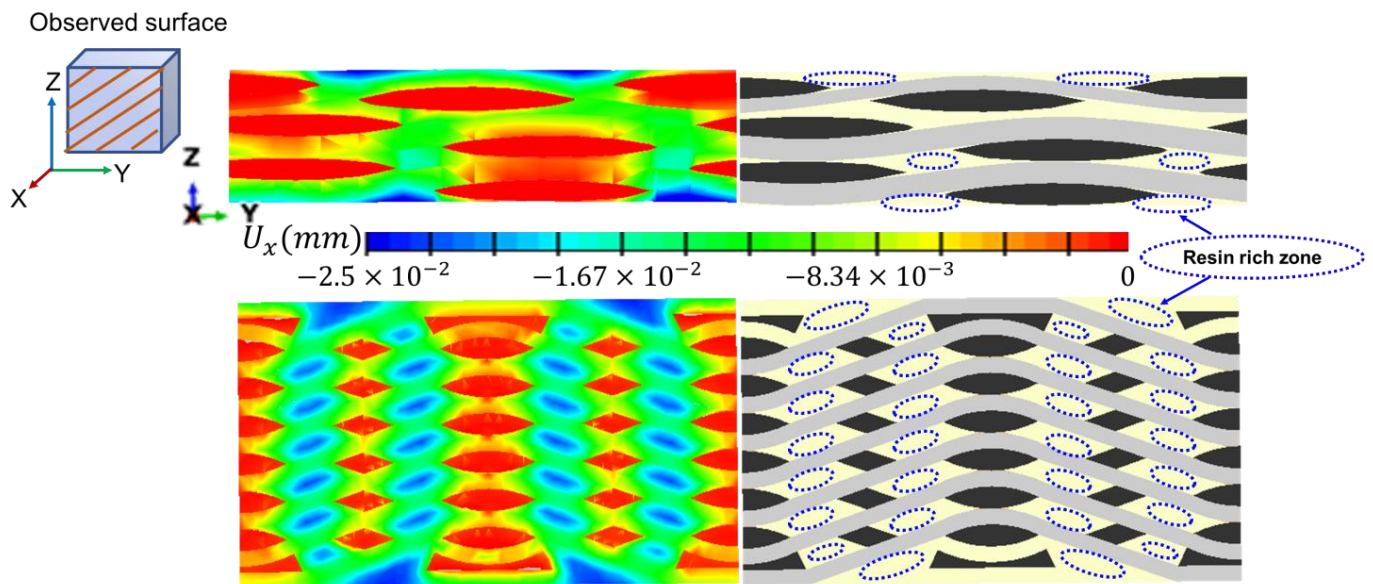 Observed surface
Z
Y
X
Z
X Y
U_x(mm)
−2.5 × 10^{−2} −1.67 × 10^{−2} −8.34 × 10^{−3} 0
Resin rich zone